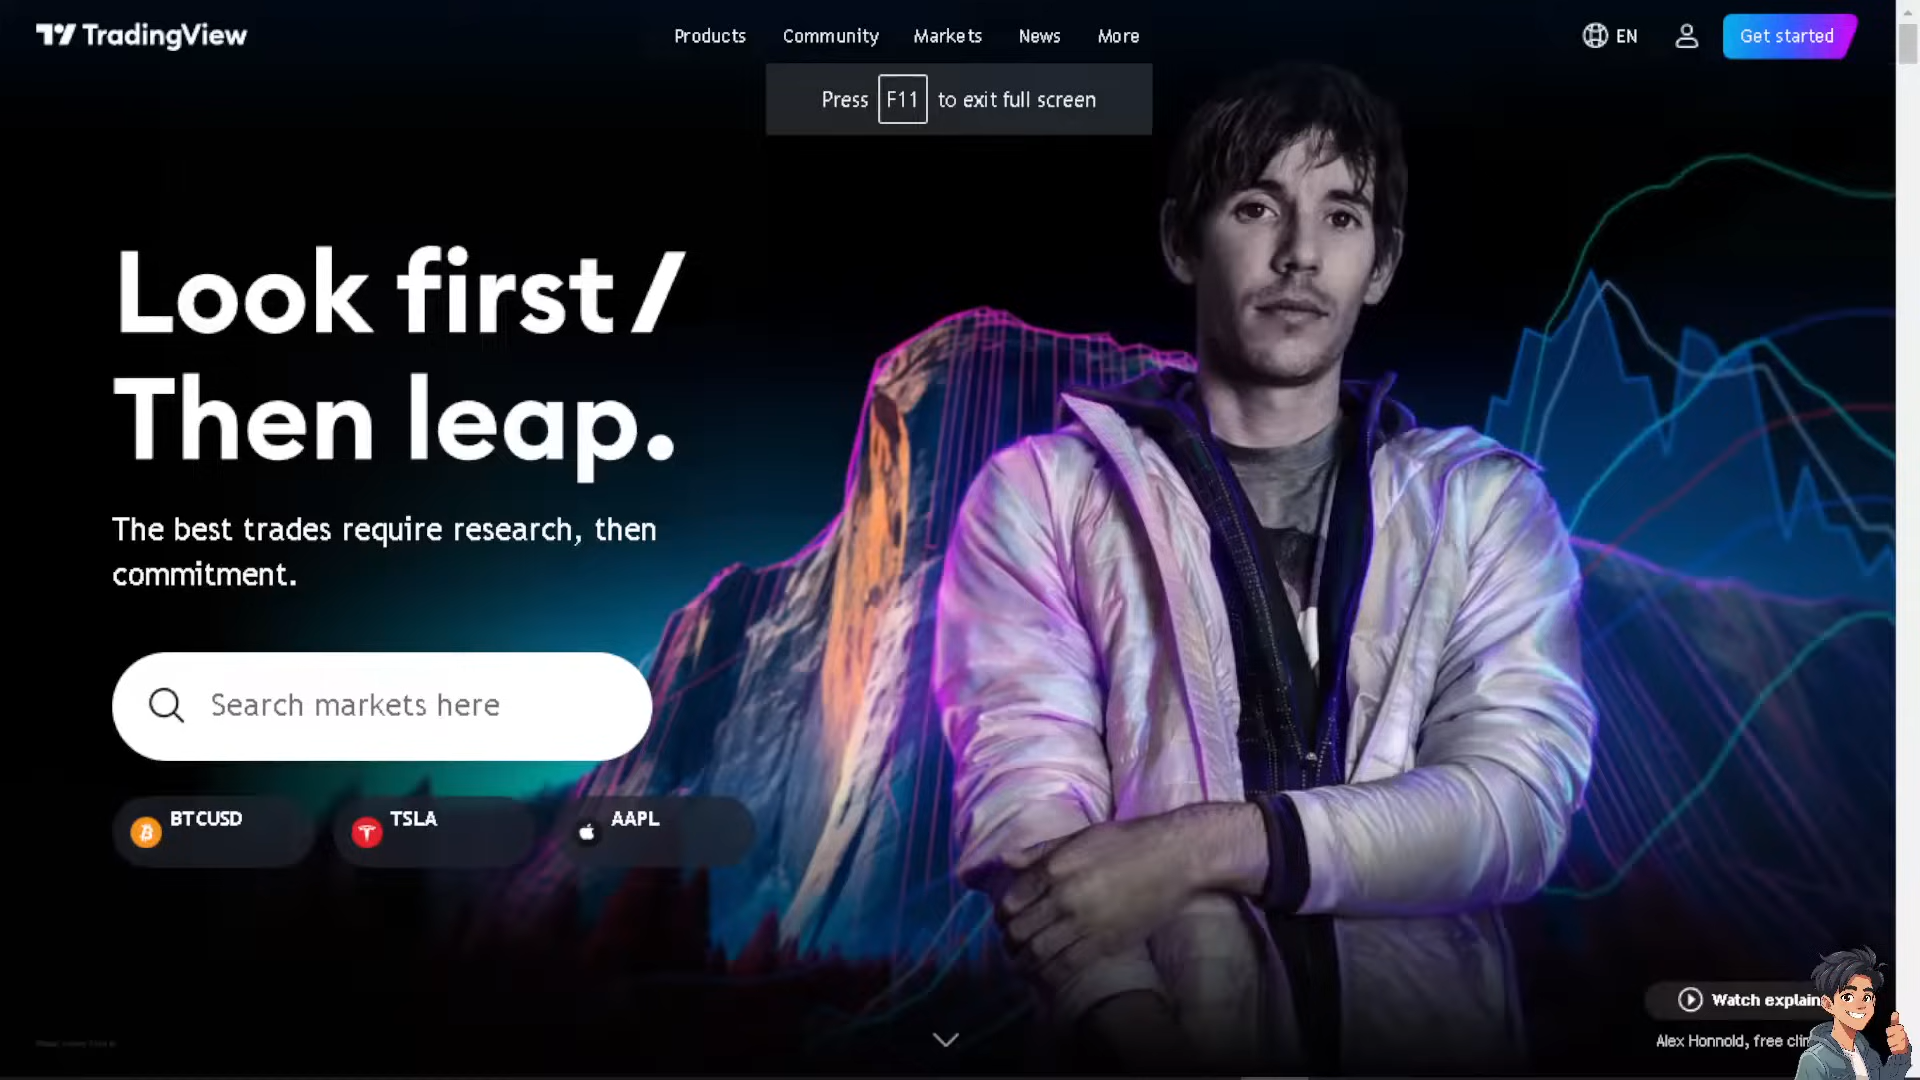 TradingView
Products Community Markets News More
EN
Get started
Press F11 to exit full screen
Look first /
Then leap.
The best trades require research, then
commitment.
Search markets here
BTCUSD TSLA AAPL
Watch explain
Alex Honnold, free